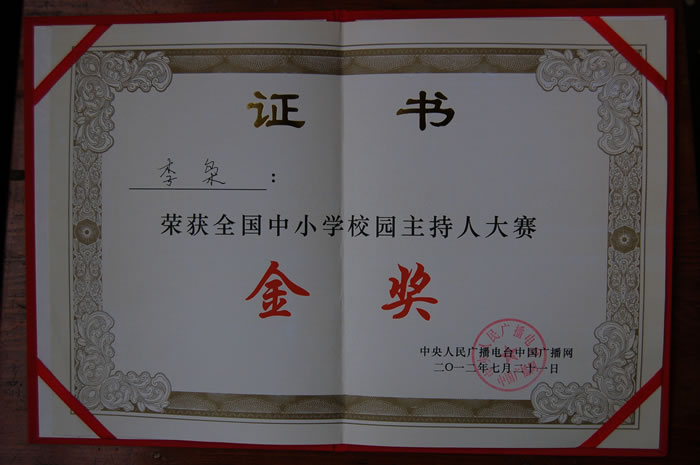 证书
李枭：
荣获全国中小学校园主持人大赛
金奖
中央人民广播电台中国广播网
二〇一二年七月二十一日